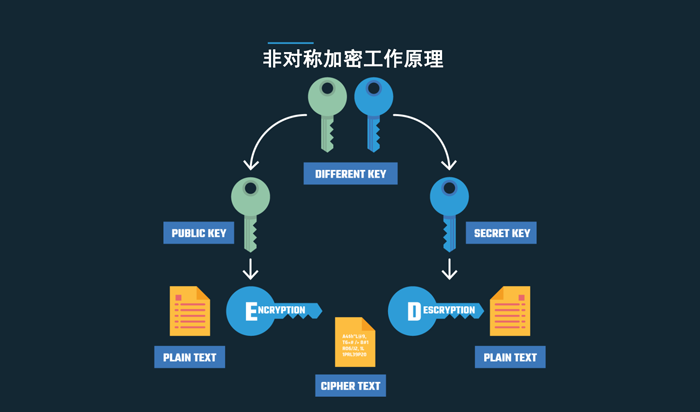 非对称加密工作原理
DIFFERENT KEY
PUBLIC KEY
SECRET KEY
ENCRYPTION
DESCRYPTION
PLAIN TEXT
CIPHER TEXT
PLAIN TEXT